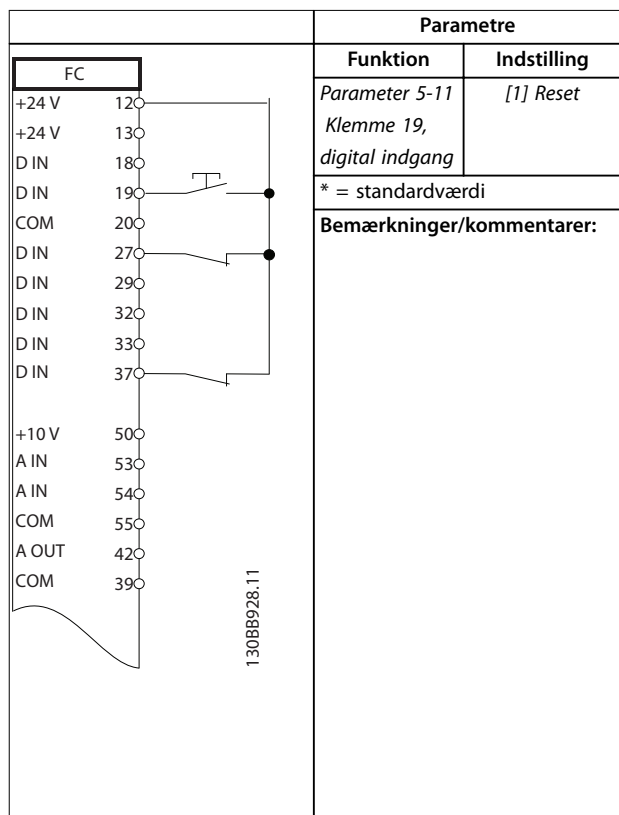 Parametre
Funktion Indstilling
Parameter 5-11 [1] Reset
Klemme 19,
digital indgang
* = standardværdi
Bemærkninger/kommentarer:
FC
+24 V 12
+24 V 13
D IN 18
D IN 19
COM 20
D IN 27
D IN 29
D IN 32
D IN 33
D IN 37
+10 V 50
A IN 53
A IN 54
COM 55
A OUT 42
COM 39
130BB928.11